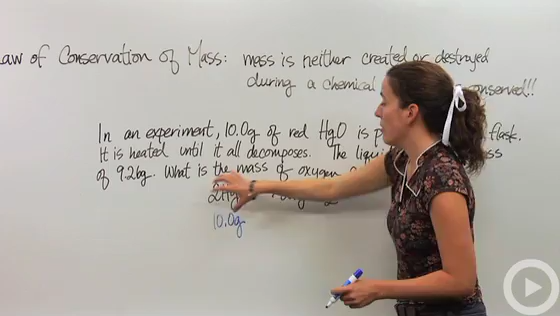 aw of Conservation of Mass: mass is neither created or destroyed
during a chemical conserved!!
In an experiment, 10.0g of red HgO is p flask.
It is heated until it all decomposes. The liqui ss
of 9.26g. What is the mass of oxygen
2Hg
10.0g